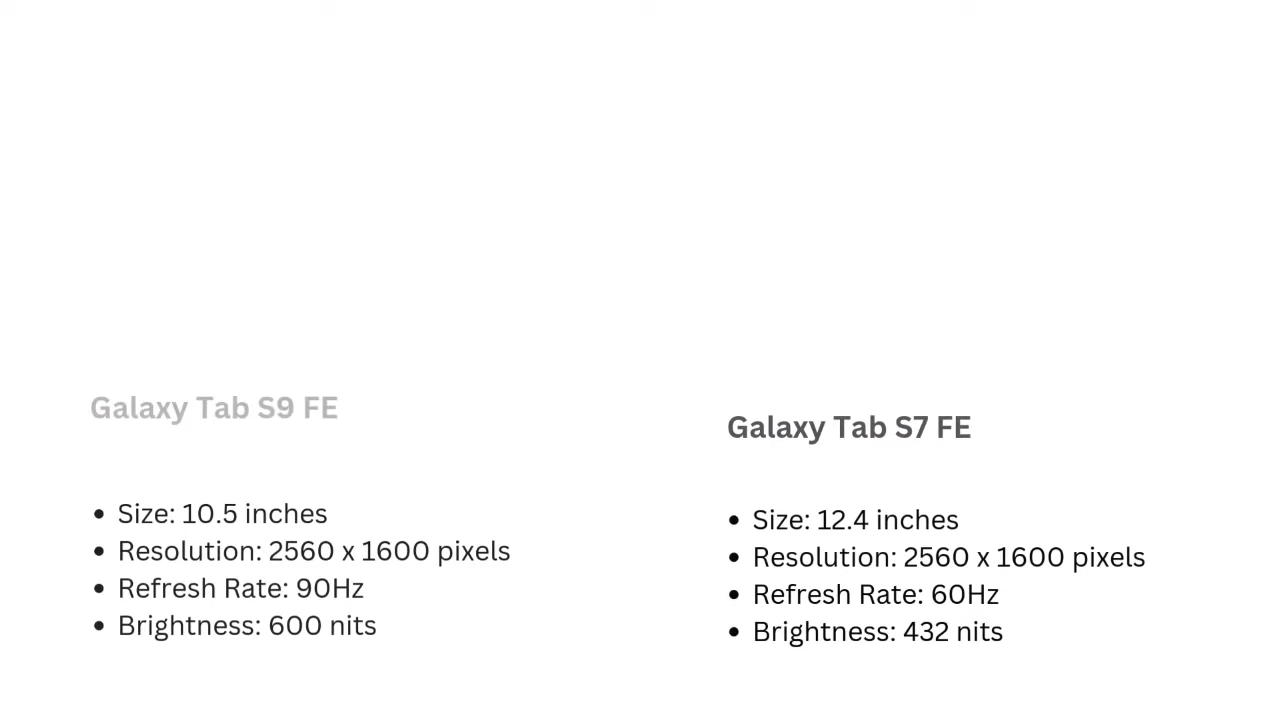 Galaxy Tab S9 FE
• Size: 10.5 inches
• Resolution: 2560 x 1600 pixels
• Refresh Rate: 90Hz
• Brightness: 600 nits
Galaxy Tab S7 FE
• Size: 12.4 inches
• Resolution: 2560 x 1600 pixels
• Refresh Rate: 60Hz
• Brightness: 432 nits